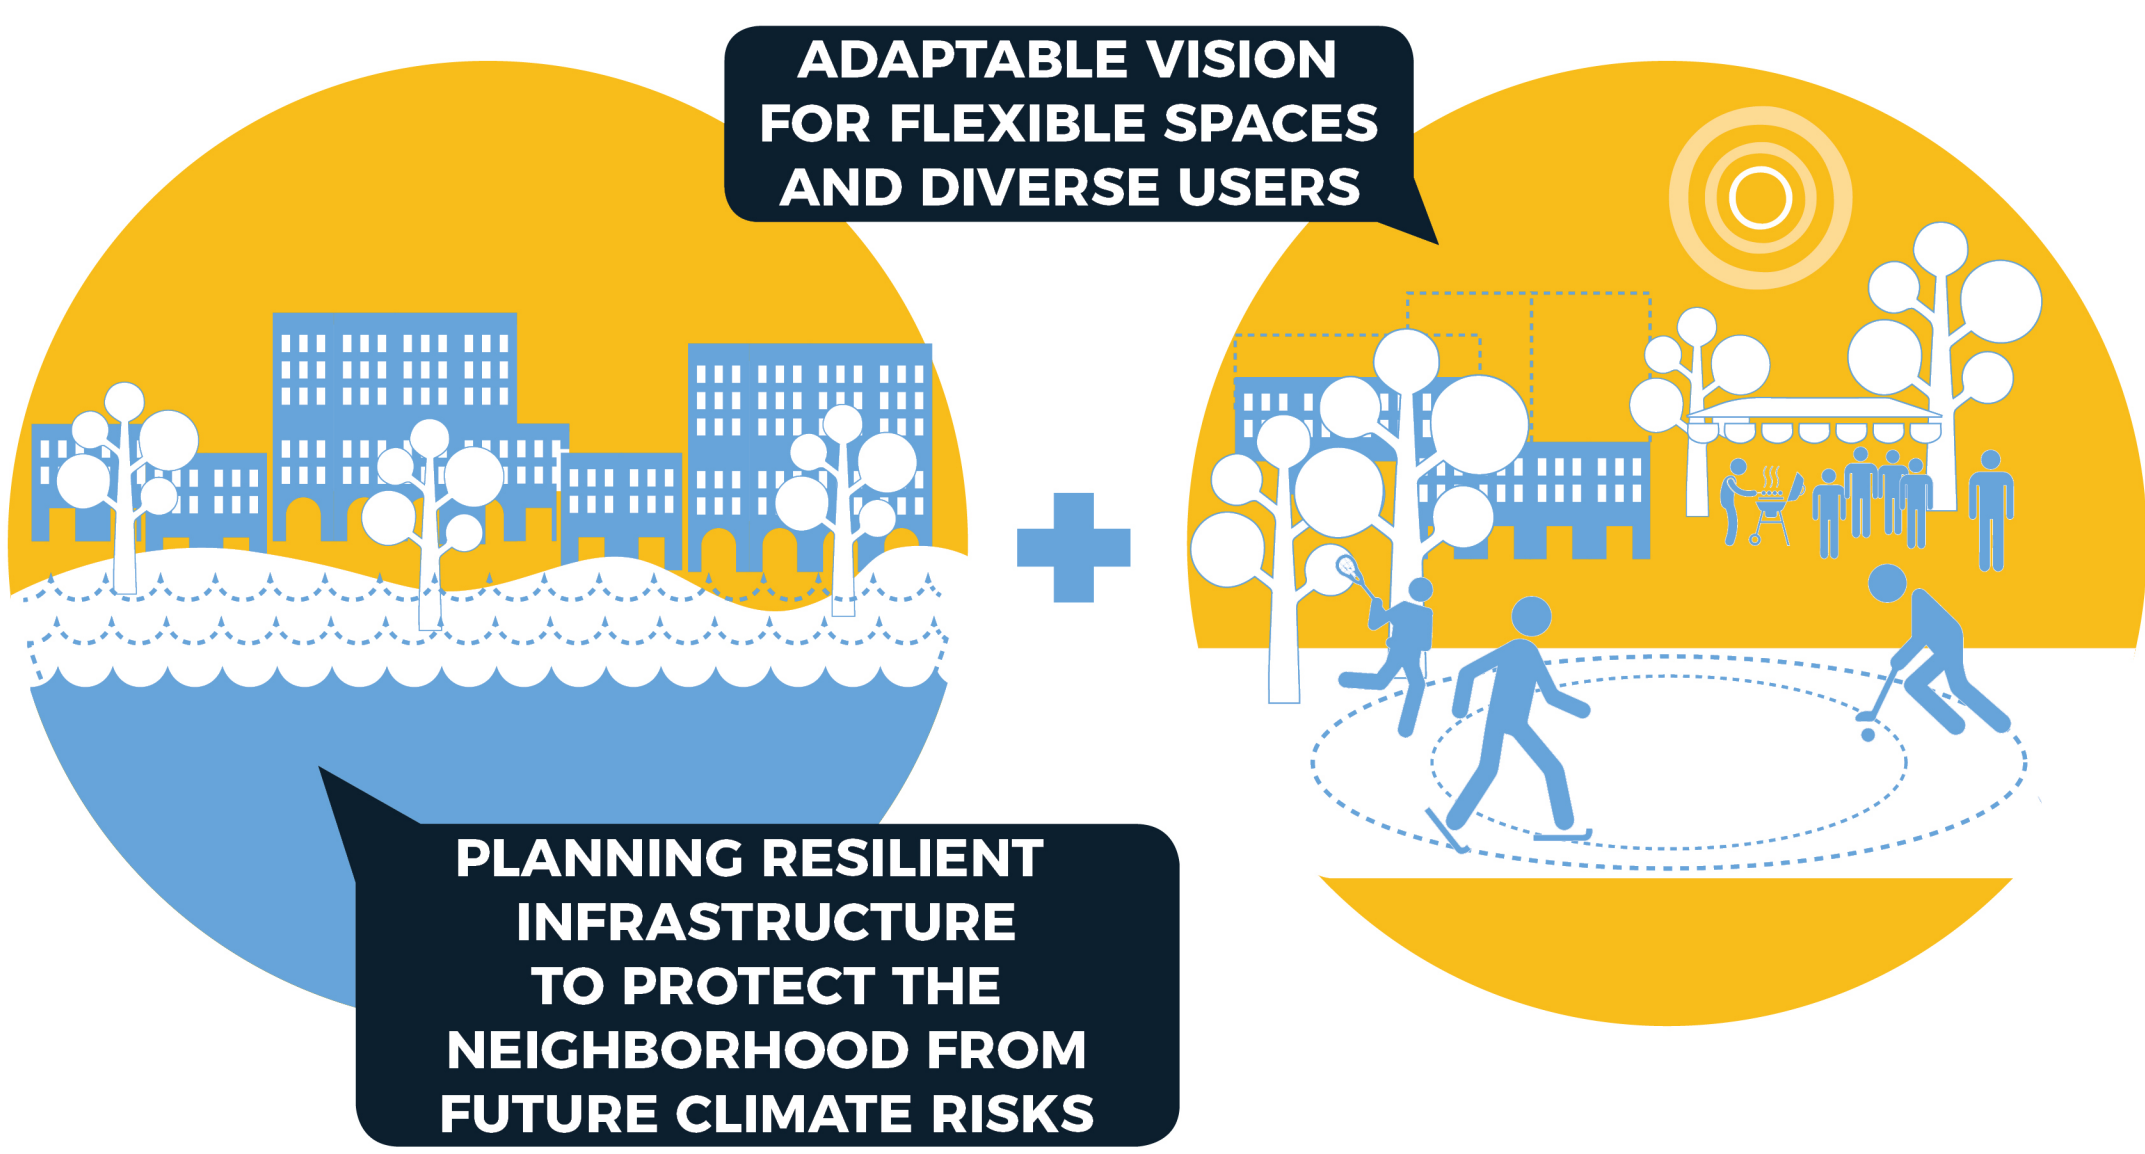 ADAPTABLE VISION
FOR FLEXIBLE SPACES
AND DIVERSE USERS
PLANNING RESILIENT
INFRASTRUCTURE
TO PROTECT THE
NEIGHBORHOOD FROM
FUTURE CLIMATE RISKS